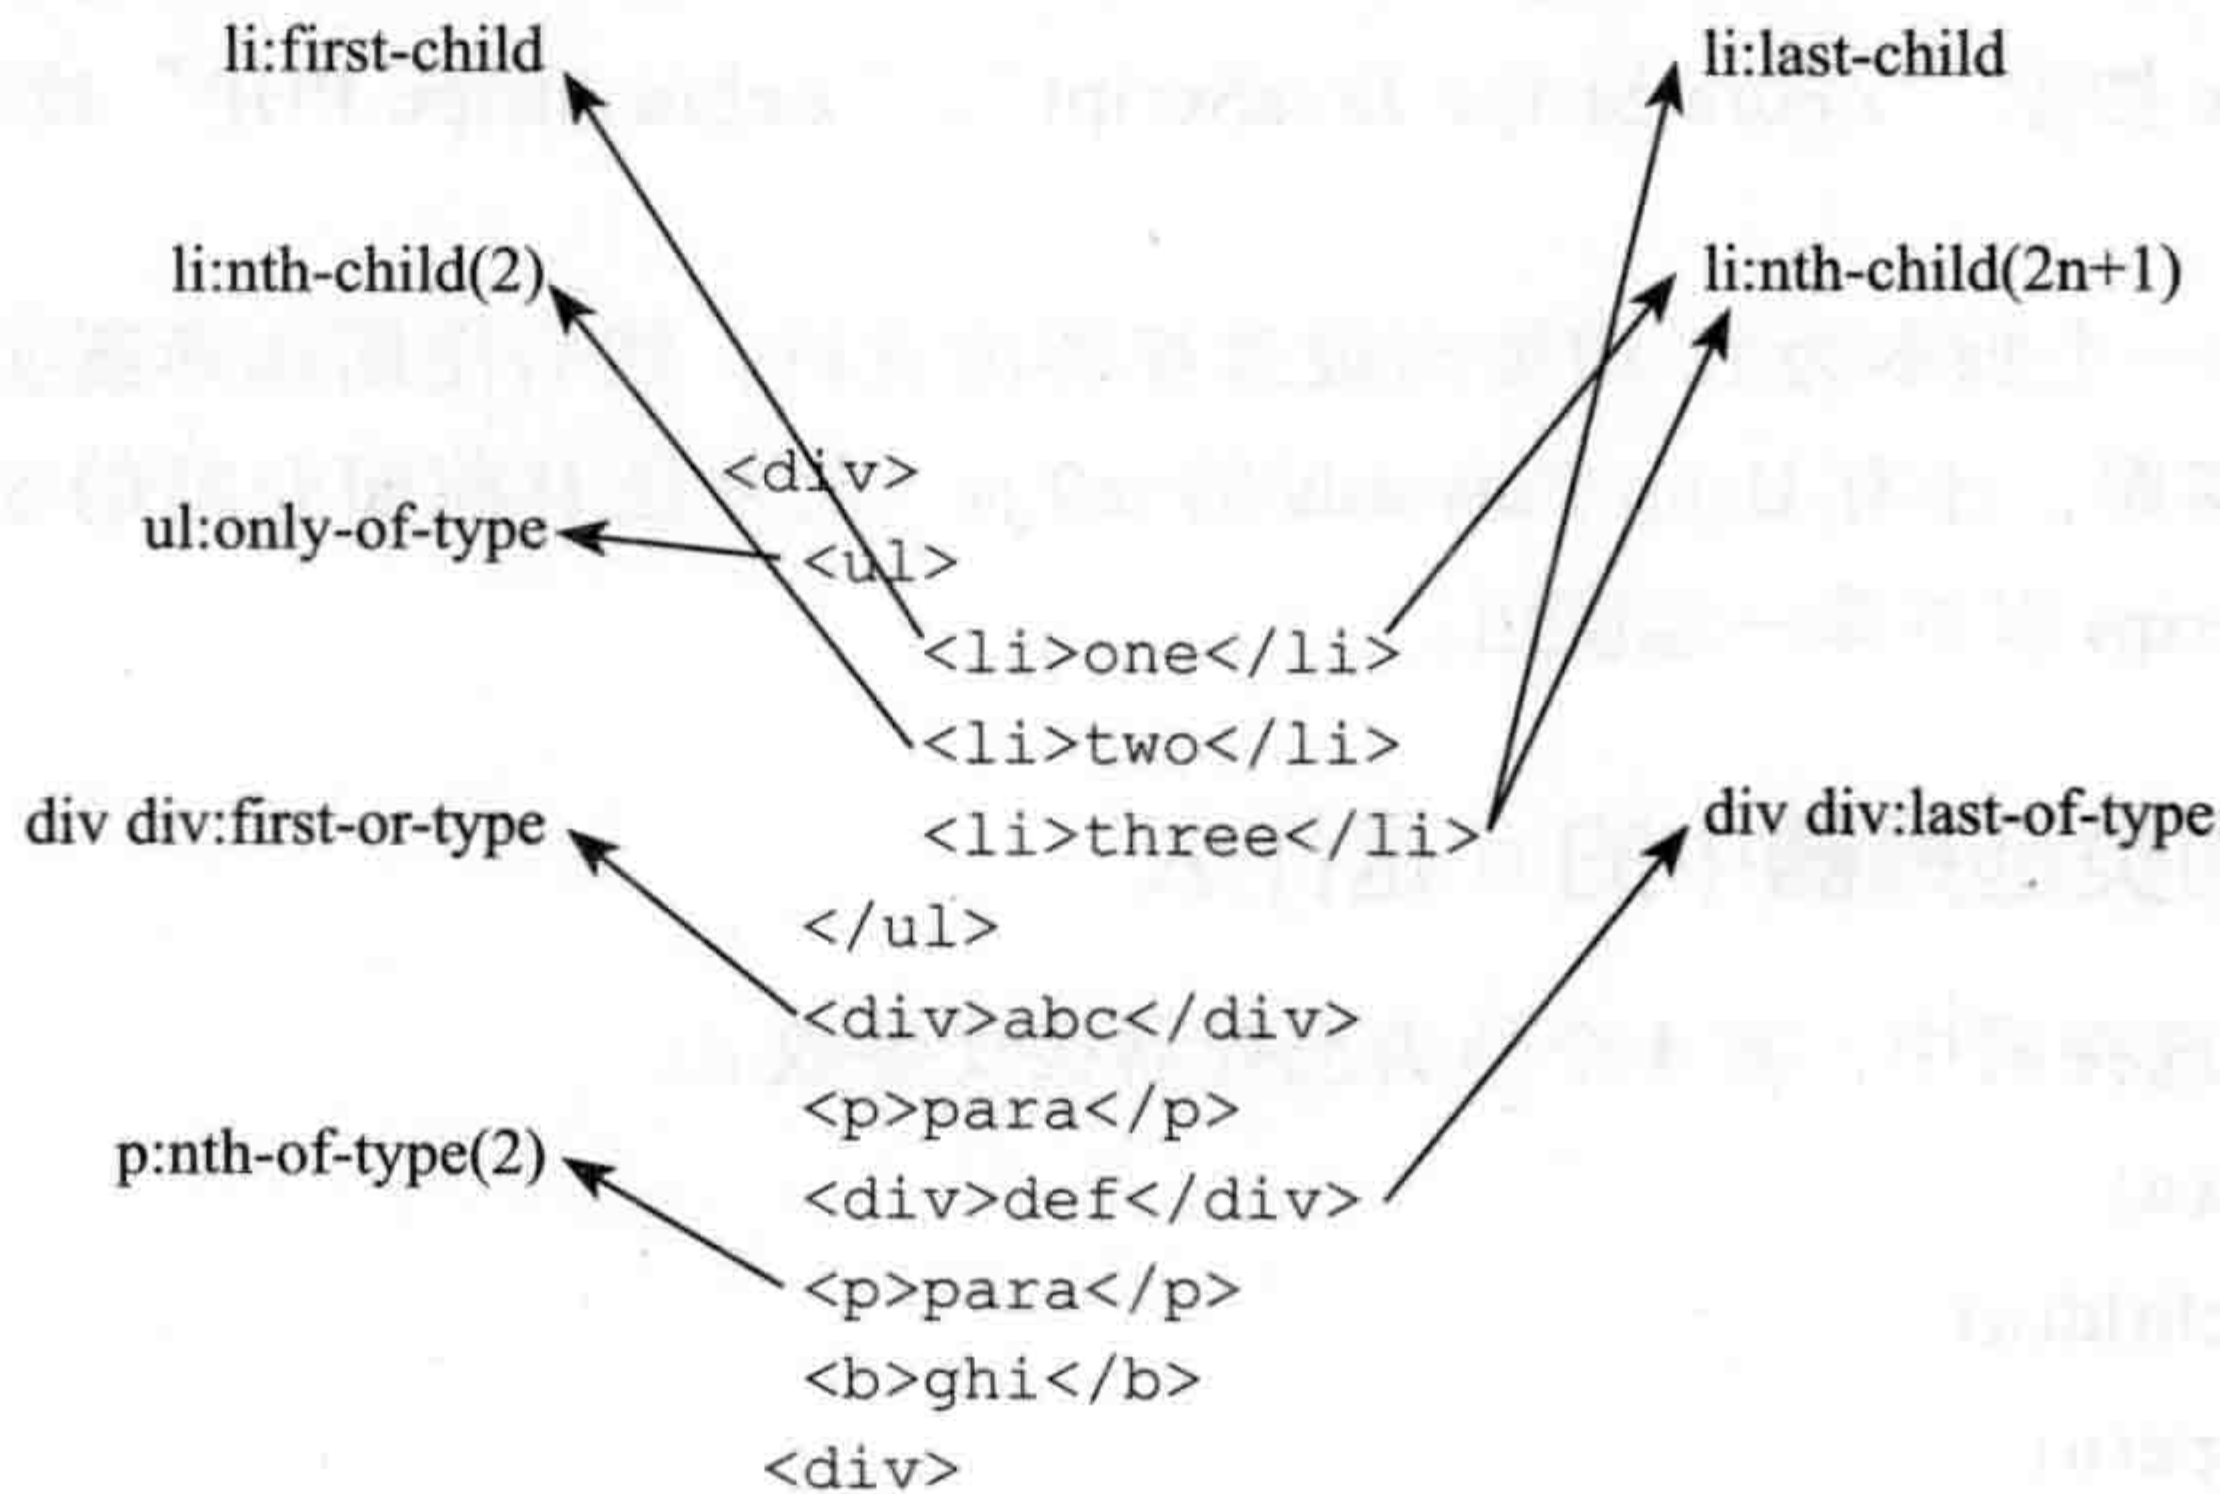 li:first-child
li:last-child
li:nth-child(2)
li:nth-child(2n+1)
<div>
ul:only-of-type
<ul>
<li>one</li>
<li>two</li>
<li>three</li>
div div:first-or-type
div div:last-of-type
</ul>
<div>abc</div>
<p>para</p>
p:nth-of-type(2)
<div>def</div>
<p>para</p>
<b>ghi</b>
<div>